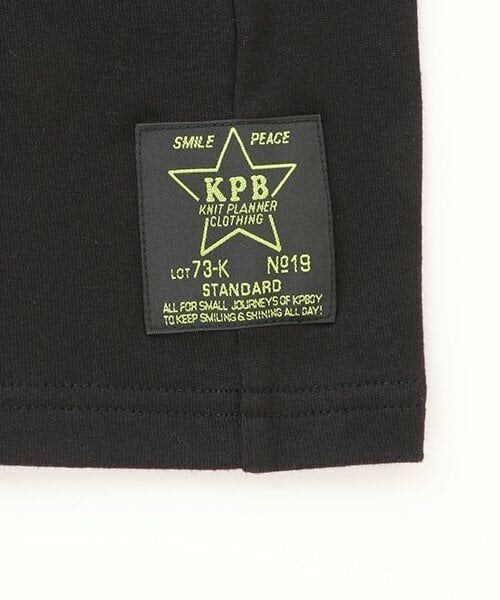 SMILE PEACE
KPB
KNIT PLANNER
CLOTHING
LOT 73-K Nº19
STANDARD
ALL FOR SMALL JOURNEYS OF KPBOY
TO KEEP SMILING & SHINING ALL DAY!